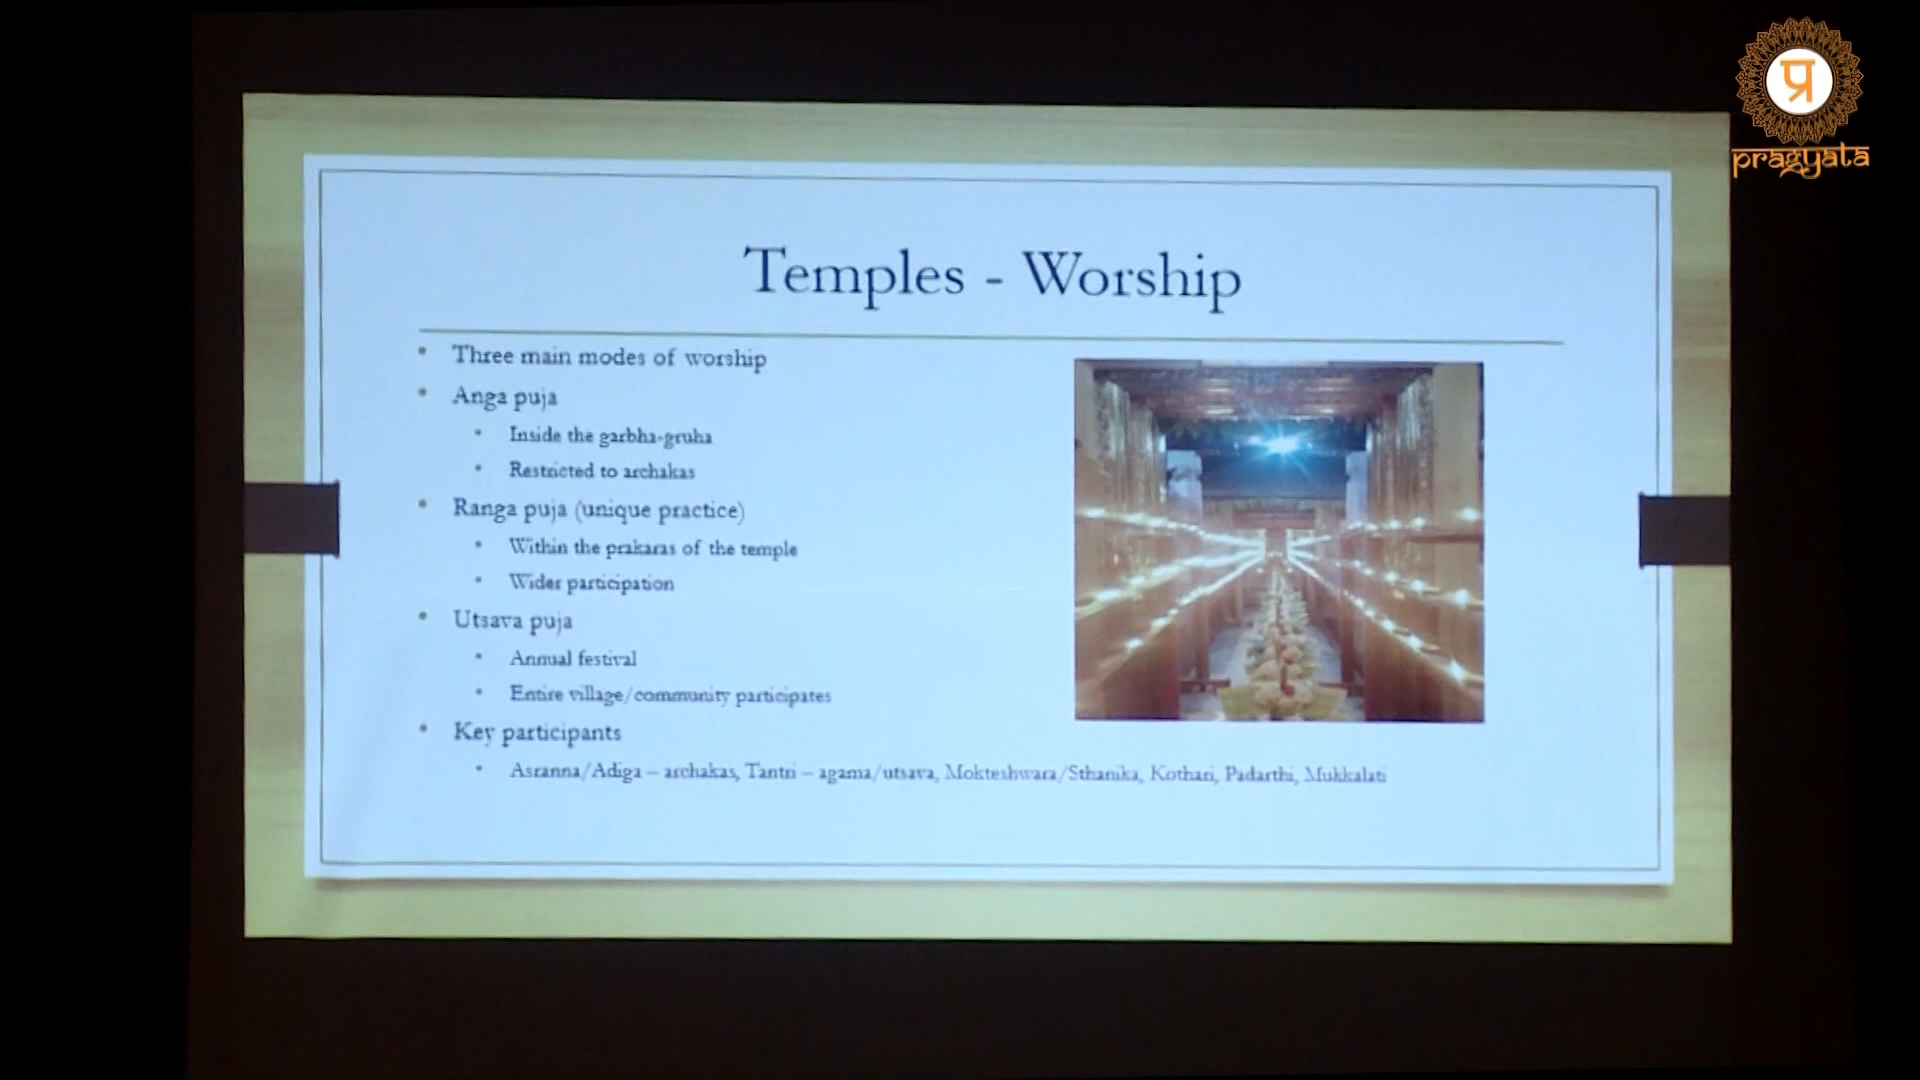 प्र
pragyata
Temples - Worship
• Three main modes of worship
• Anga puja
• Inside the garbha-gruha
• Restricted to archakas
• Ranga puja (unique practice)
• Within the prakaras of the temple
• Wider participation
• Utsava puja
• Annual festival
• Entire village/community participates
• Key participants
• Asranna/Adiga – archakas, Tantri – agama/utsava, Mokteshwara/Sthanika, Kothari, Padarthi, Mukkalati